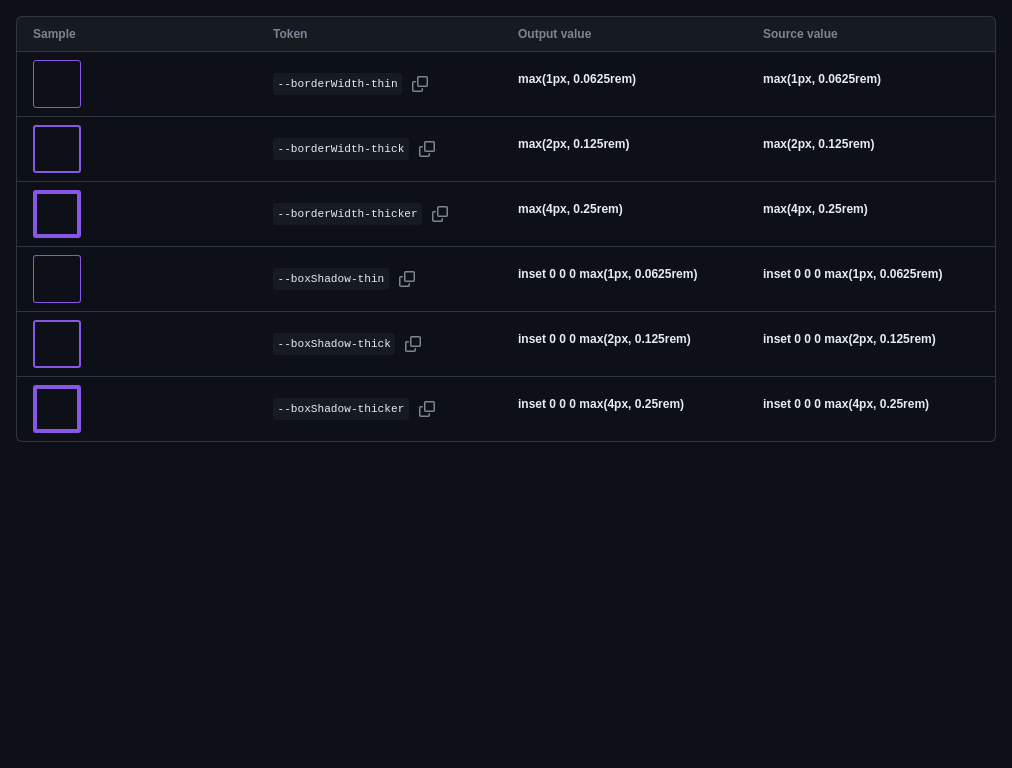 Sample Token Output value Source value
--borderWidth-thin max(1px, 0.0625rem) max(1px, 0.0625rem)
--borderWidth-thick max(2px, 0.125rem) max(2px, 0.125rem)
--borderWidth-thicker max(4px, 0.25rem) max(4px, 0.25rem)
--boxShadow-thin inset 0 0 0 max(1px, 0.0625rem) inset 0 0 0 max(1px, 0.0625rem)
--boxShadow-thick inset 0 0 0 max(2px, 0.125rem) inset 0 0 0 max(2px, 0.125rem)
--boxShadow-thicker inset 0 0 0 max(4px, 0.25rem) inset 0 0 0 max(4px, 0.25rem)